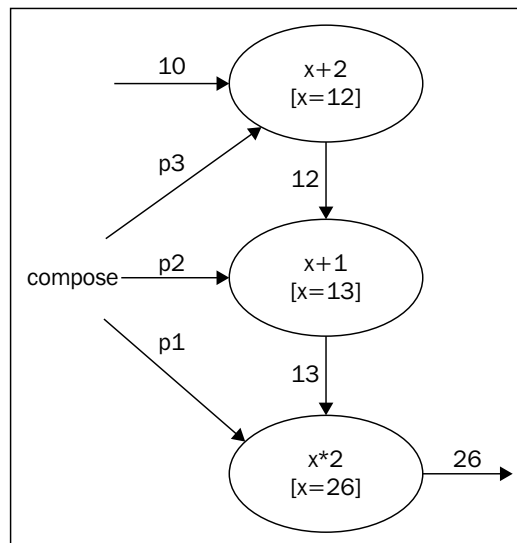 10
x+2
[x=12]
p3
12
compose
p2
x+1
[x=13]
p1
13
x*2
[x=26]
26